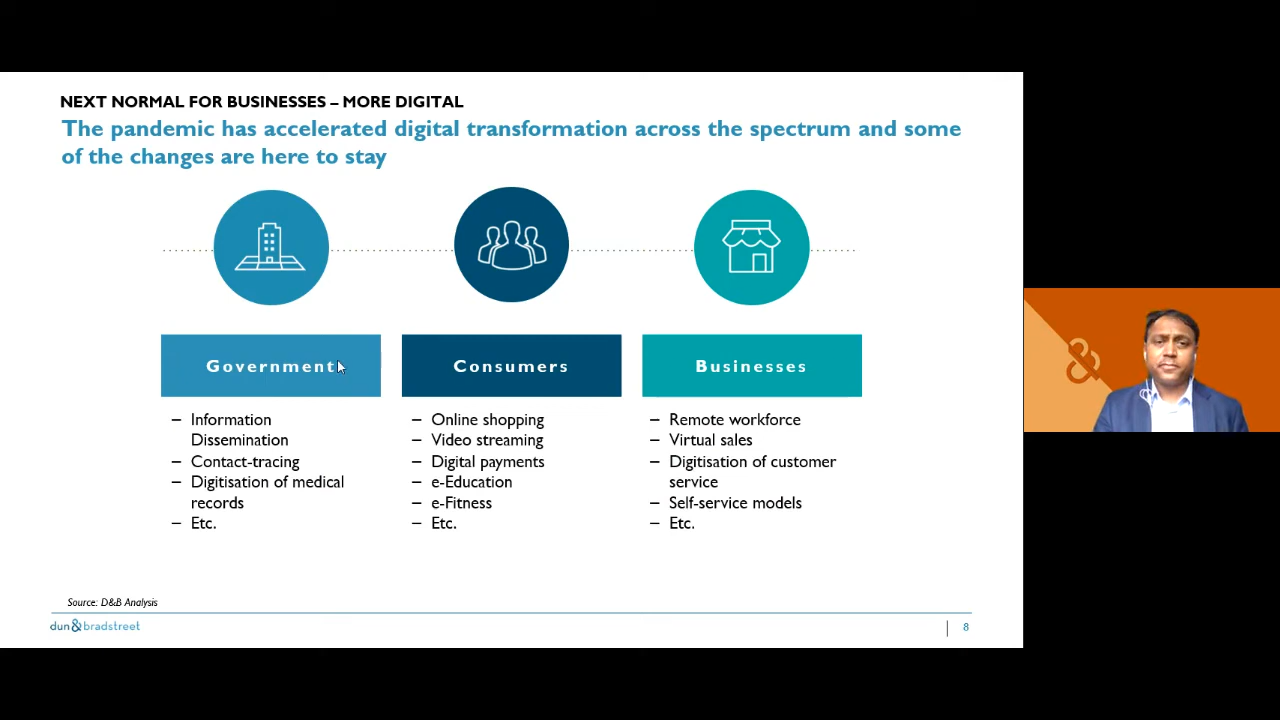 NEXT NORMAL FOR BUSINESSES – MORE DIGITAL
The pandemic has accelerated digital transformation across the spectrum and some
of the changes are here to stay
Government
– Information
Dissemination
– Contact-tracing
– Digitisation of medical
records
– Etc.
Consumers
– Online shopping
– Video streaming
– Digital payments
– e-Education
– e-Fitness
– Etc.
Businesses
– Remote workforce
– Virtual sales
– Digitisation of customer
service
– Self-service models
– Etc.
Source: D&B Analysis
dun&bradstreet
8
&